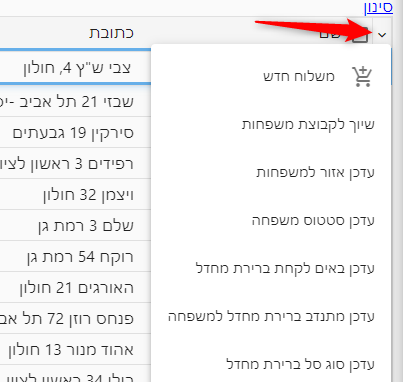 סינון
שם
כתובת
צבי ש"ץ 4, חולון
שבזי 21 תל אביב -יפ
סירקין 19 גבעתים
רפידים 3 ראשון לציו
ויצמן 32 חולון
שלם 3 רמת גן
רוקח 54 רמת גן
האורגים 21 חולון
פנחס רוזן 72 תל אב
אהוד מנור 13 חולון
34 ראשון לציון
משלוח חדש
שיוך לקבוצת משפחות
עדכן אזור למשפחות
עדכן סטטוס משפחה
עדכן באים לקחת ברירת מחדל
עדכן מתנדב ברירת מחדל למשפחה
עדכן סוג סל ברירת מחדל